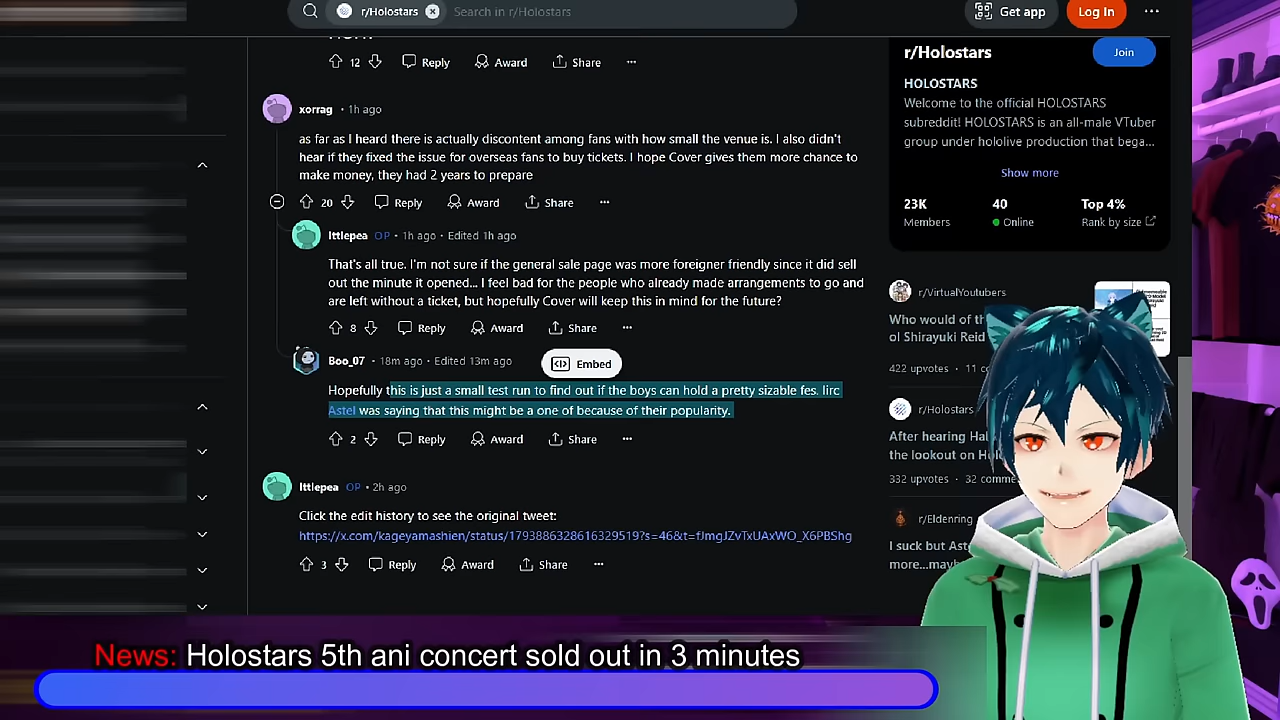 r/Holostars
Search in r/Holostars
Get app
Log In
12
Reply
Award
Share
xorrag • 1h ago
as far as I heard there is actually discontent among fans with how small the venue is. I also didn't
hear if they fixed the issue for overseas fans to buy tickets. I hope Cover gives them more chance to
make money, they had 2 years to prepare
20
Reply
Award
Share
Ittlepea OP • 1h ago • Edited 1h ago
That's all true. I'm not sure if the general sale page was more foreigner friendly since it did sell
out the minute it opened... I feel bad for the people who already made arrangements to go and
are left without a ticket, but hopefully Cover will keep this in mind for the future?
8
Reply
Award
Share
Boo_07 • 18m ago • Edited 13m ago
Embed
Hopefully this is just a small test run to find out if the boys can hold a pretty sizable fes. Iirc
Astel was saying that this might be a one of because of their popularity.
2
Reply
Award
Share
Ittlepea OP • 2h ago
Click the edit history to see the original tweet:
https://x.com/kageyamashien/status/1793886328616329519?s=46&t=fJmgJZvTxUAxWO_X6PBShg
3
Reply
Award
Share
r/Holostars
Join
HOLOSTARS
Welcome to the official HOLOSTARS
subreddit! HOLOSTARS is an all-male VTuber
group under hololive production that bega...
Show more
23K
Members
40
Online
Top 4%
Rank by size
r/VirtualYoutubers
Who would of th
ol Shirayuki Reid
422 upvotes • 11 c
r/Holostars
After hearing Hal
the lookout on Hol
332 upvotes • 32 comme
r/Eldenring
I suck but Ast
more...may
News: Holostars 5th ani concert sold out in 3 minutes